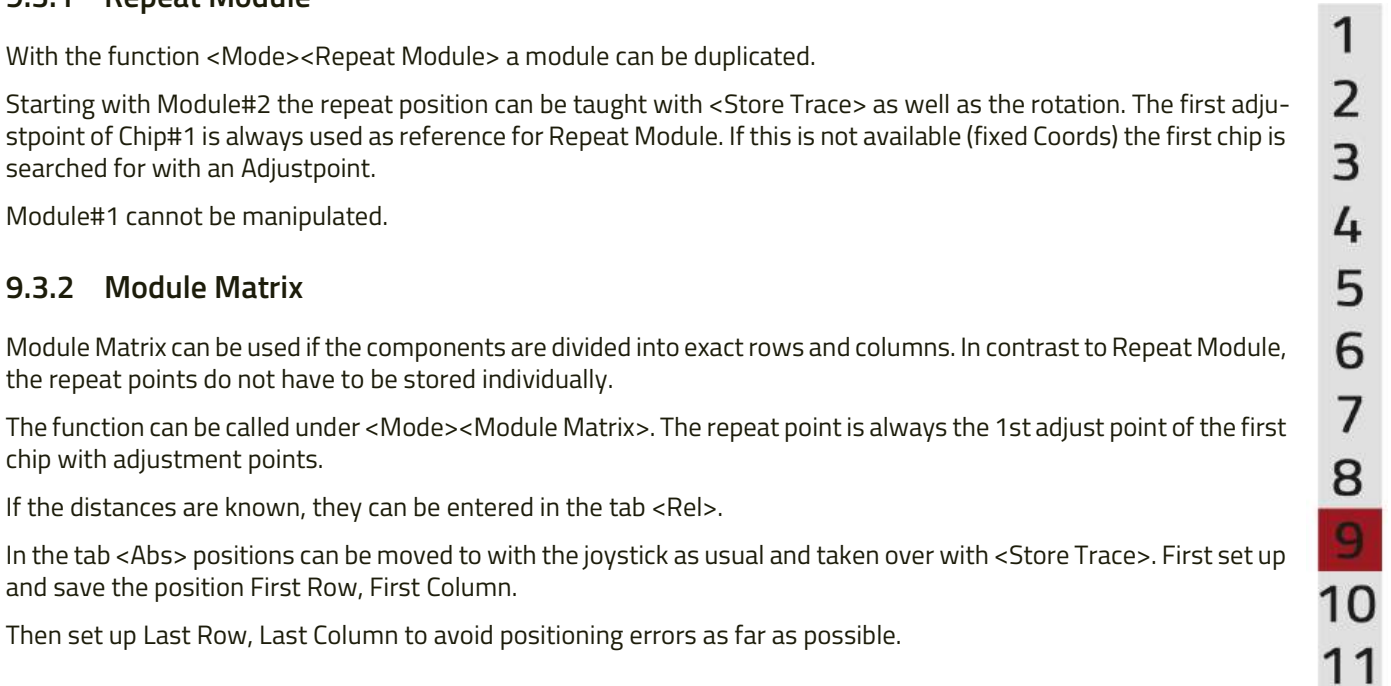 9.3.1 Repeat Module
With the function <Mode><Repeat Module> a module can be duplicated.
Starting with Module#2 the repeat position can be taught with <Store Trace> as well as the rotation. The first adju-
stpoint of Chip#1 is always used as reference for Repeat Module. If this is not available (fixed Coords) the first chip is
searched for with an Adjustpoint.
Module#1 cannot be manipulated.
9.3.2 Module Matrix
Module Matrix can be used if the components are divided into exact rows and columns. In contrast to Repeat Module,
the repeat points do not have to be stored individually.
The function can be called under <Mode><Module Matrix>. The repeat point is always the 1st adjust point of the first
chip with adjustment points.
If the distances are known, they can be entered in the tab <Rel>.
In the tab <Abs> positions can be moved to with the joystick as usual and taken over with <Store Trace>. First set up
and save the position First Row, First Column.
Then set up Last Row, Last Column to avoid positioning errors as far as possible.
1
2
3
4
5
6
7
8
9
10
11